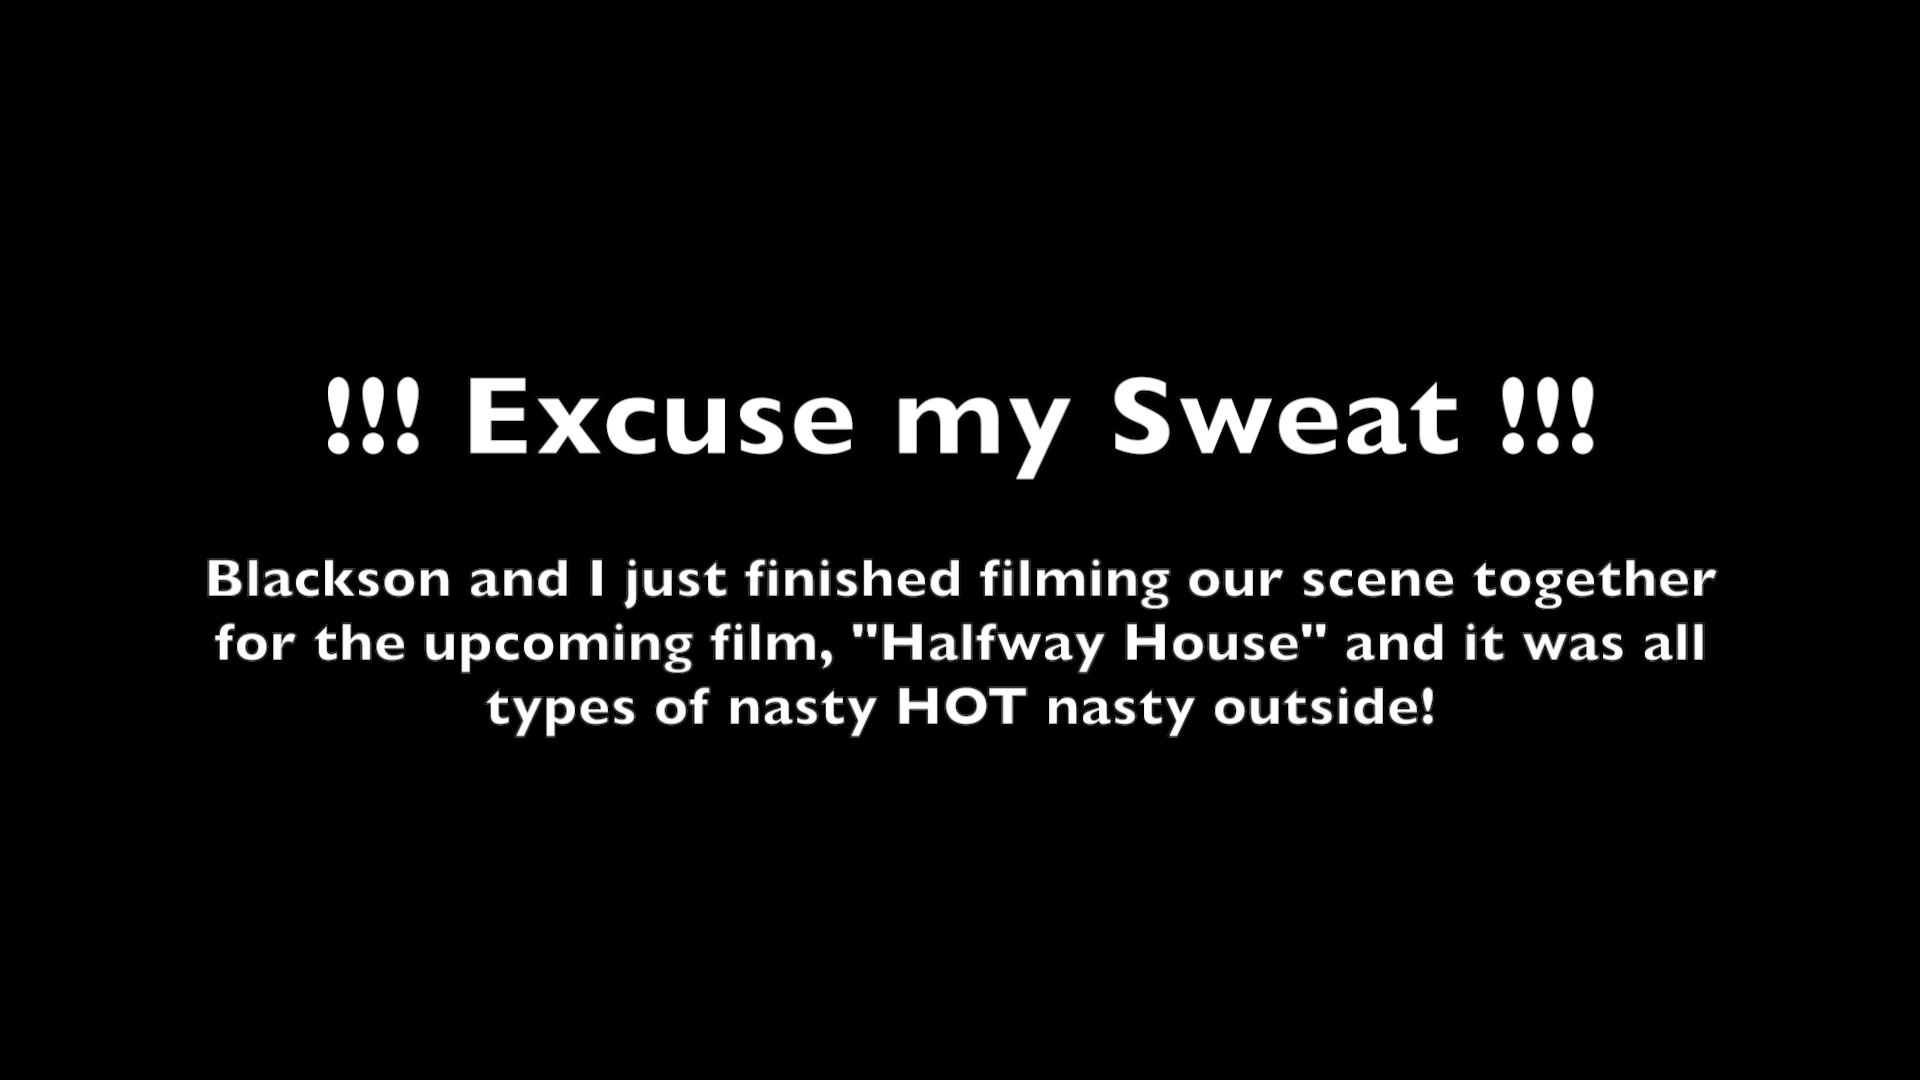 !!! Excuse my Sweat !!!
Blackson and I just finished filming our scene together
for the upcoming film, "Halfway House" and it was all
types of nasty HOT nasty outside!